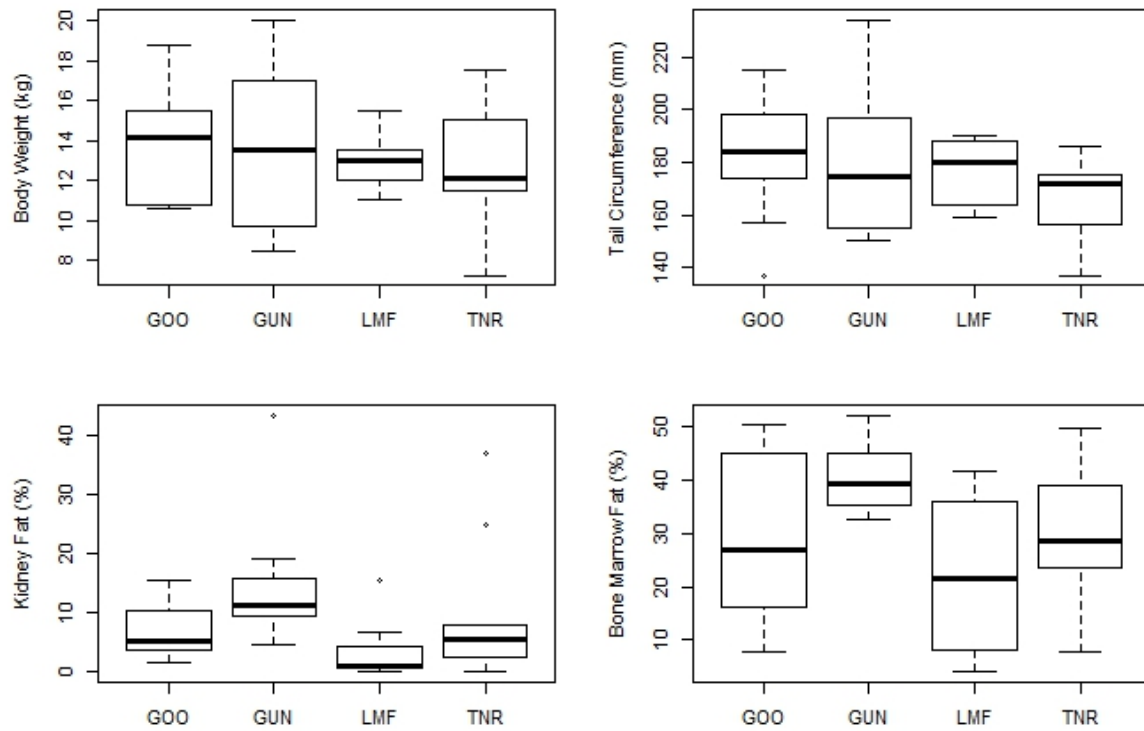 Body Weight (kg)
20
18
16
14
12
10
8
GOO GUN LMF TNR
Tail Circumference (mm)
220
200
180
160
140
GOO GUN LMF TNR
Kidney Fat (%)
40
30
20
10
0
GOO GUN LMF TNR
Bone Marrow Fat (%)
50
40
30
20
10
GOO GUN LMF TNR